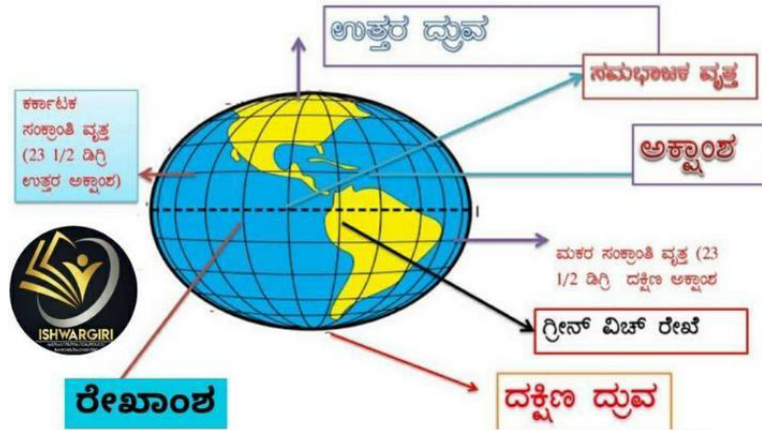 ಉತ್ತರ ದ್ರುವ
ಸಮಭಾಜಕ ವೃತ್ತ
ಕರ್ಕಾಟಕ
ಸಂಕ್ರಾಂತಿ ವೃತ್ತ
(23 1/2 ಡಿಗ್ರಿ
ಉತ್ತರ ಅಕ್ಷಾಂಶ)
ಅಕ್ಷಾಂಶ
ಮಕರ ಸಂಕ್ರಾಂತಿ ವೃತ್ತ (23
1/2 ಡಿಗ್ರಿ ದಕ್ಷಿಣ ಅಕ್ಷಾಂಶ
ISHWARGIRI
ಗ್ರೀನ್ ವಿಚ್ ರೇಖೆ
ರೇಖಾಂಶ
ದಕ್ಷಿಣ ದ್ರುವ